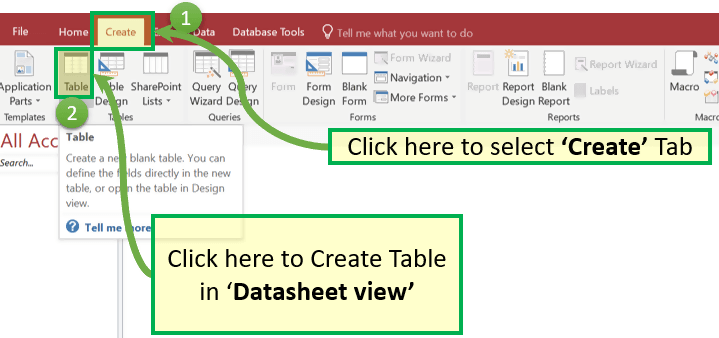 1
File Home Create Data Database Tools Tell me what you want to do
Application Parts
Table
Table Design
SharePoint Lists
Query Wizard
Query Design
Form
Form Design
Blank Form
Form Wizard
Navigation
More Forms
Report
Report Design
Blank Report
Report Wizard
Labels
Macro
Templates Tables Queries Forms Reports
2
All
Search...
Table
Create a new blank table. You can
define the fields directly in the new
table, or open the table in Design
view.
Tell me more
Click here to select ‘Create’ Tab
Click here to Create Table
in ‘Datasheet view’